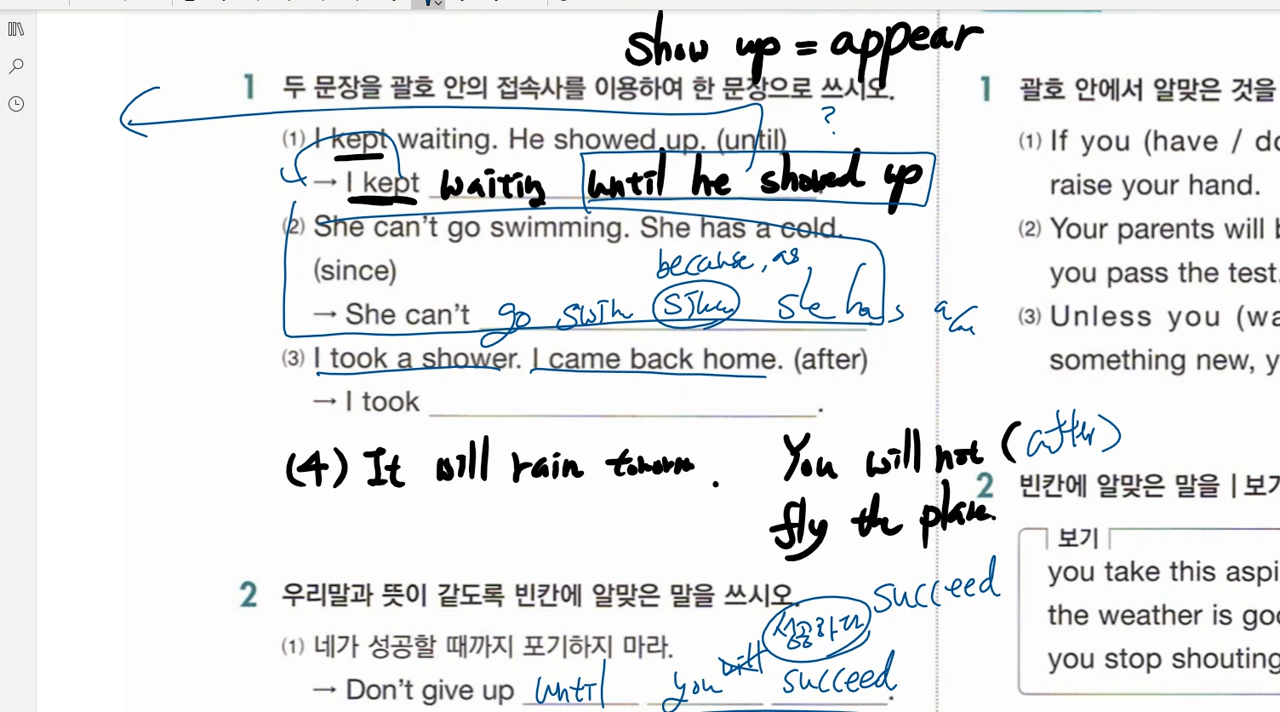 show up = appear
1 두 문장을 괄호 안의 접속사를 이용하여 한 문장으로 쓰시오.
?
(1) I kept waiting. He showed up. (until)
→ I kept waiting until he showed up
(2) She can't go swimming. She has a cold.
(since)
because, as
→ She can't go swim since she has a
(3) I took a shower. I came back home. (after)
→ I took .
(4) It will rain tomorrow. You will not (after)
fly the plane.
2 우리말과 뜻이 같도록 빈칸에 알맞은 말을 쓰시오.
성공하다 succeed
(1) 네가 성공할 때까지 포기하지 마라.
will
→ Don't give up until you succeed.
1 괄호 안에서 알맞은 것을
(1) If you (have / do
raise your hand.
(2) Your parents will b
you pass the test.
(3) Unless you (wa
something new, y
2 빈칸에 알맞은 말을 | 보기
보기
you take this aspi
the weather is goo
you stop shouting